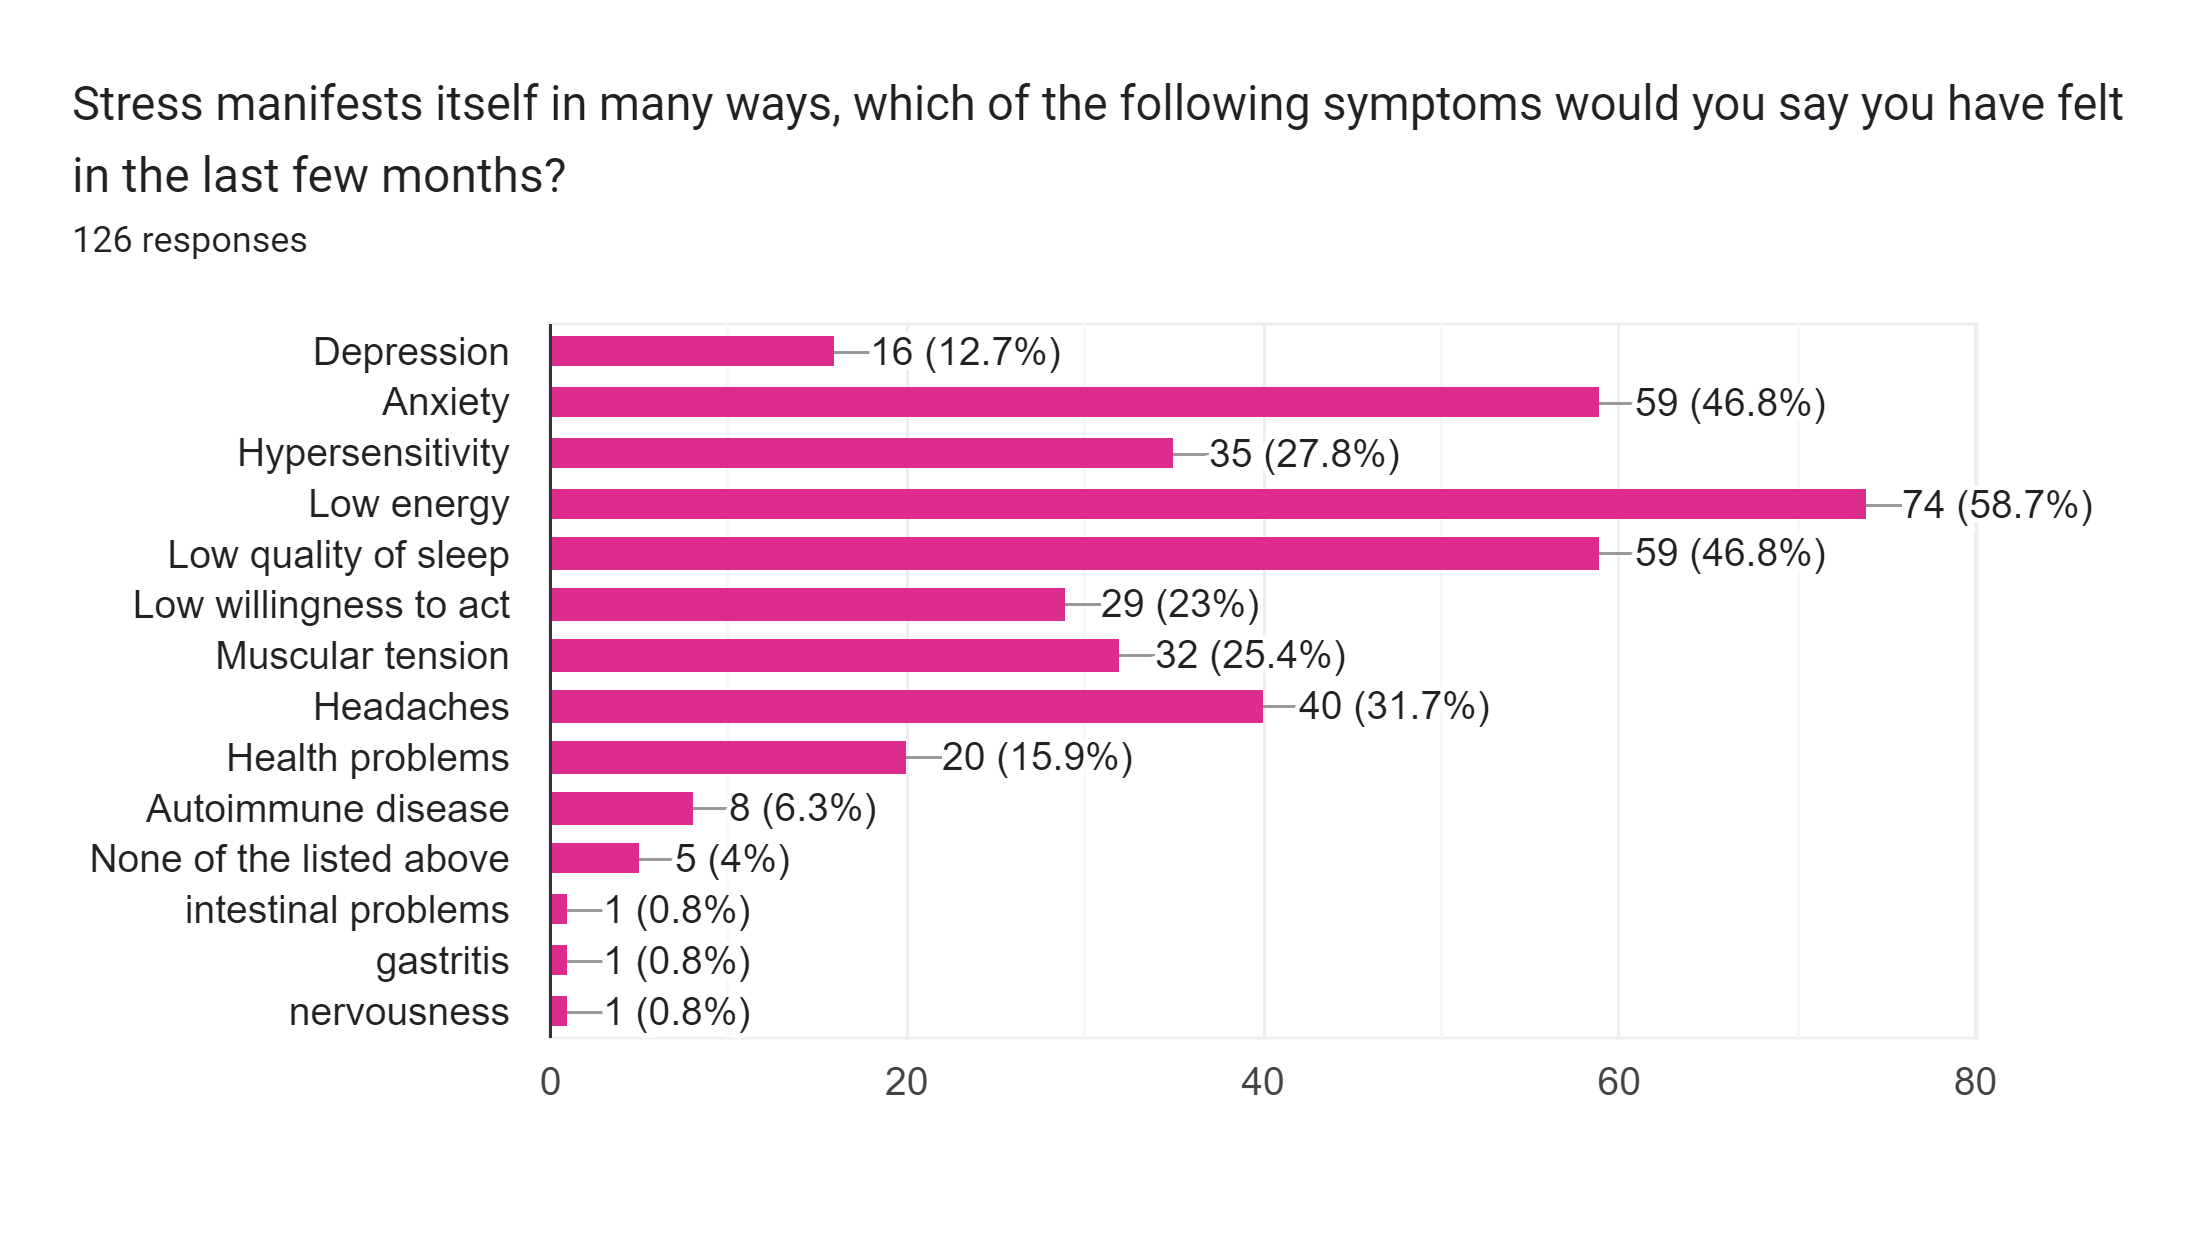 Stress manifests itself in many ways, which of the following symptoms would you say you have felt
in the last few months?
126 responses
Depression 16 (12.7%)
Anxiety 59 (46.8%)
Hypersensitivity 35 (27.8%)
Low energy 74 (58.7%)
Low quality of sleep 59 (46.8%)
Low willingness to act 29 (23%)
Muscular tension 32 (25.4%)
Headaches 40 (31.7%)
Health problems 20 (15.9%)
Autoimmune disease 8 (6.3%)
None of the listed above 5 (4%)
intestinal problems 1 (0.8%)
gastritis 1 (0.8%)
nervousness 1 (0.8%)
0 20 40 60 80